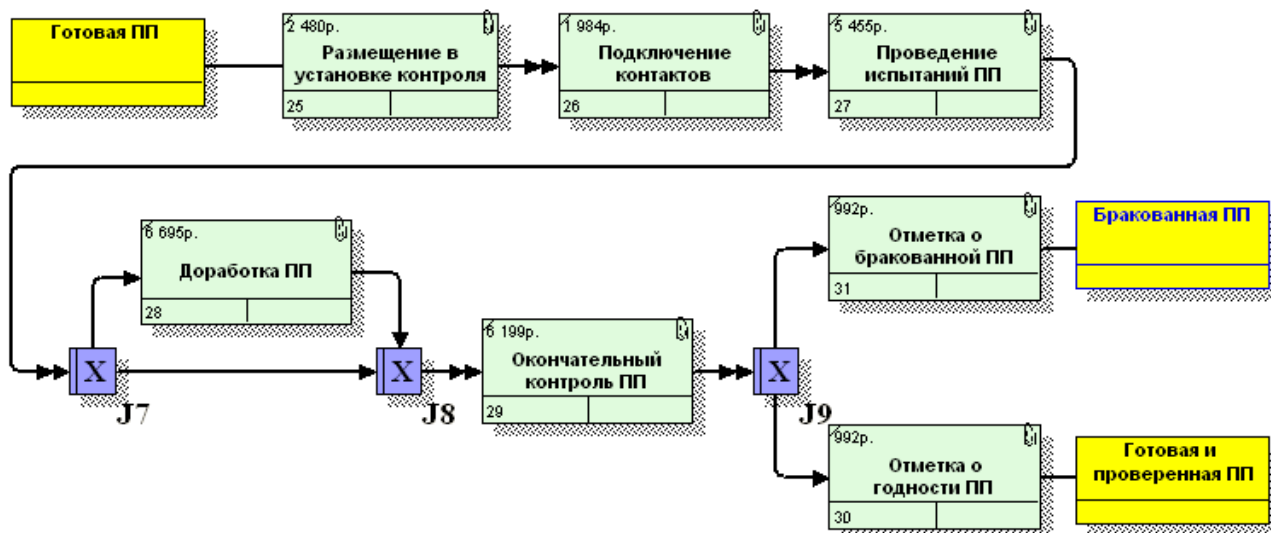 Готовая ПП
2 480р.
Размещение в
установке контроля
25
1 984р.
Подключение
контактов
26
5 455р.
Проведение
испытаний ПП
27
6 695р.
Доработка ПП
28
X
J7
X
J8
6 199р.
Окончательный
контроль ПП
29
X
J9
992р.
Отметка о
бракованной ПП
31
Бракованная ПП
992р.
Отметка о
годности ПП
30
Готовая и
проверенная ПП